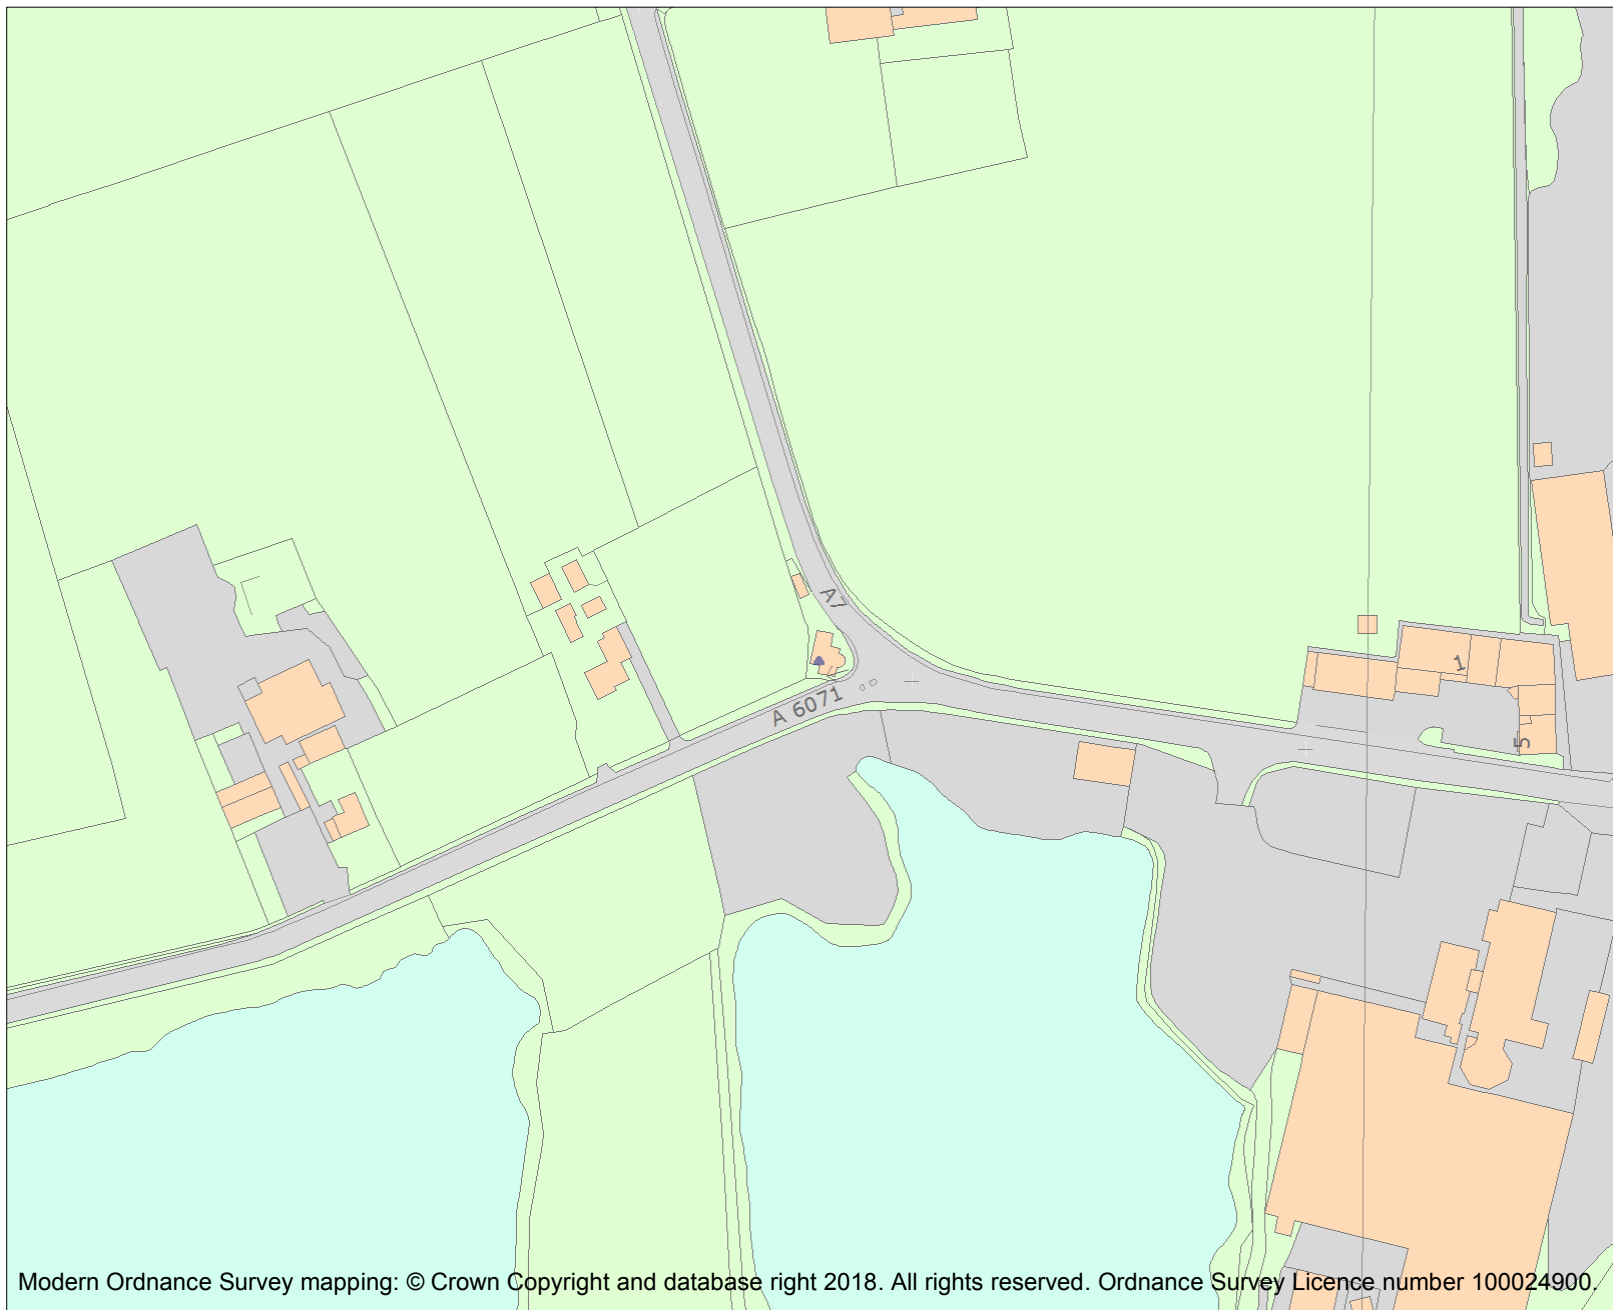 A7
1
A 6071
5
Modern Ordnance Survey mapping: © Crown Copyright and database right 2018. All rights reserved. Ordnance Survey Licence number 100024900.